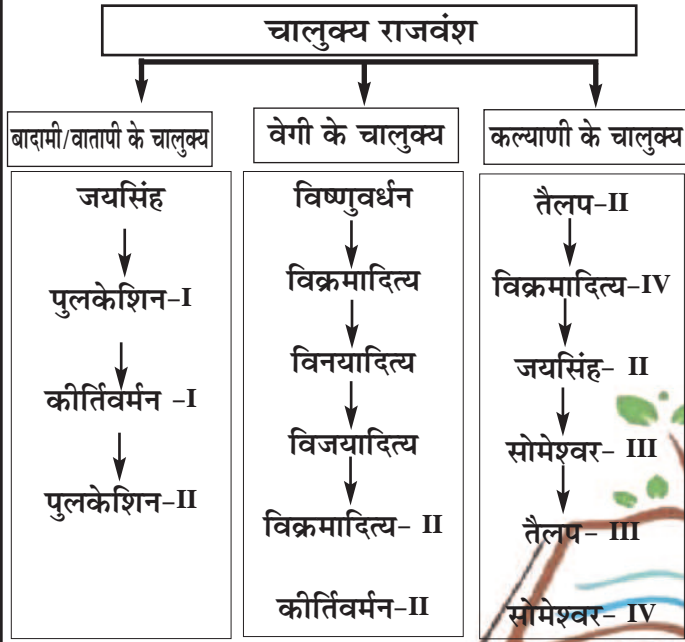 चालुक्य राजवंश
बादामी/वातापी के चालुक्य
जयसिंह
पुलकेशिन-I
कीर्तिवर्मन -I
पुलकेशिन-II
वेगी के चालुक्य
विष्णुवर्धन
विक्रमादित्य
विनयादित्य
विजयादित्य
विक्रमादित्य- II
कीर्तिवर्मन-II
कल्याणी के चालुक्य
तैलप-II
विक्रमादित्य-IV
जयसिंह- II
सोमेश्वर- III
तैलप- III
सोमेश्वर- IV